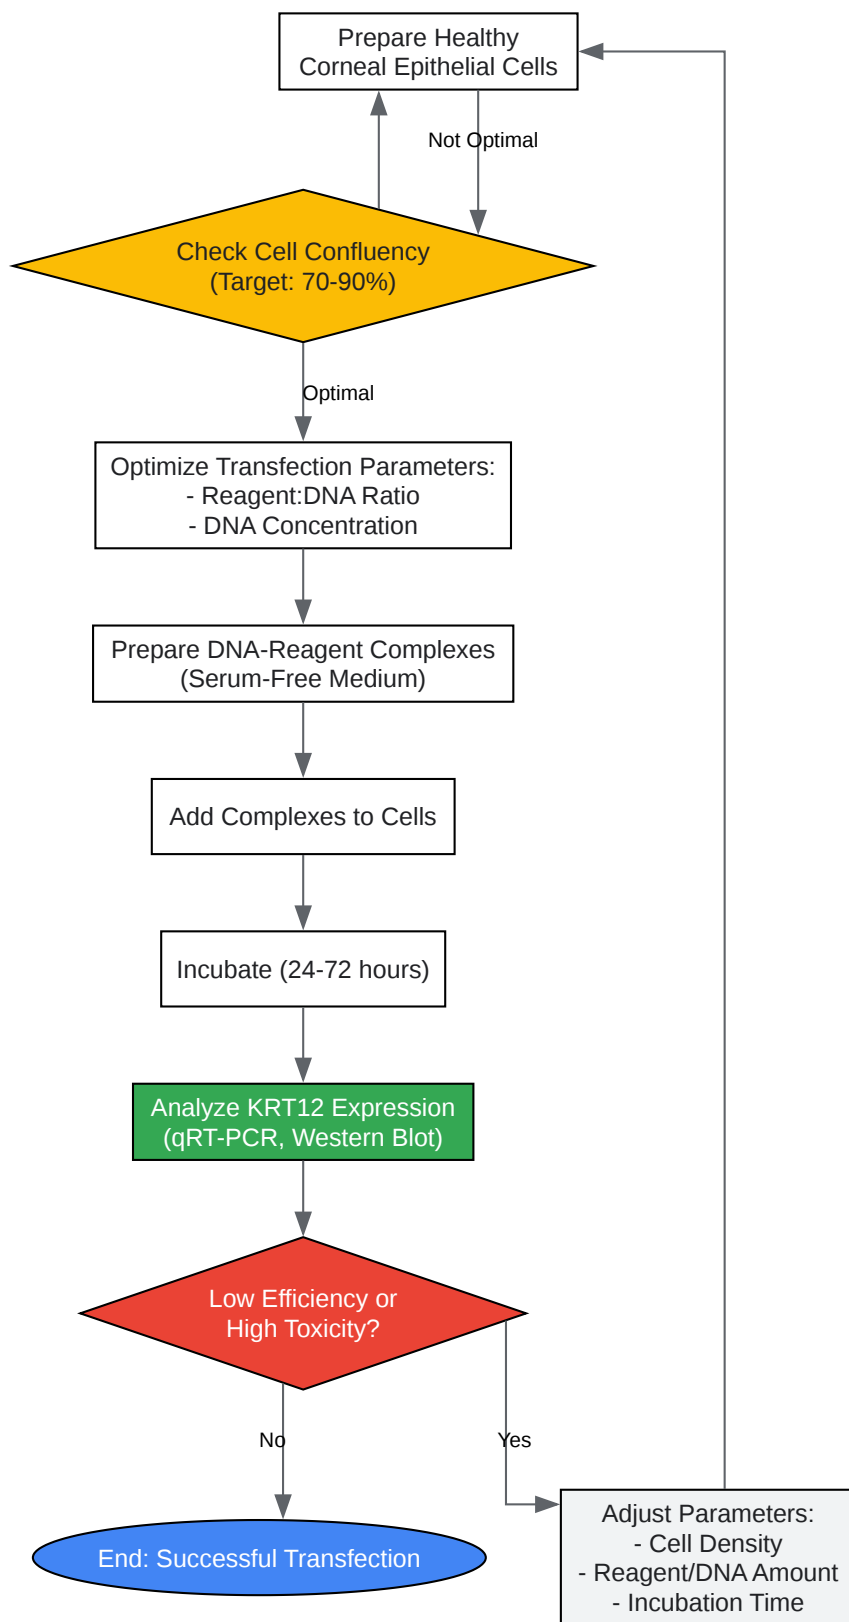 Prepare Healthy
Corneal Epithelial Cells
Not Optimal
Check Cell Confluency
(Target: 70-90%)
Optimal
Optimize Transfection Parameters:
- Reagent:DNA Ratio
- DNA Concentration
Prepare DNA-Reagent Complexes
(Serum-Free Medium)
Add Complexes to Cells
Incubate (24-72 hours)
Analyze KRT12 Expression
(qRT-PCR, Western Blot)
Low Efficiency or
High Toxicity?
No
Yes
End: Successful Transfection
Adjust Parameters:
- Cell Density
- Reagent/DNA Amount
- Incubation Time